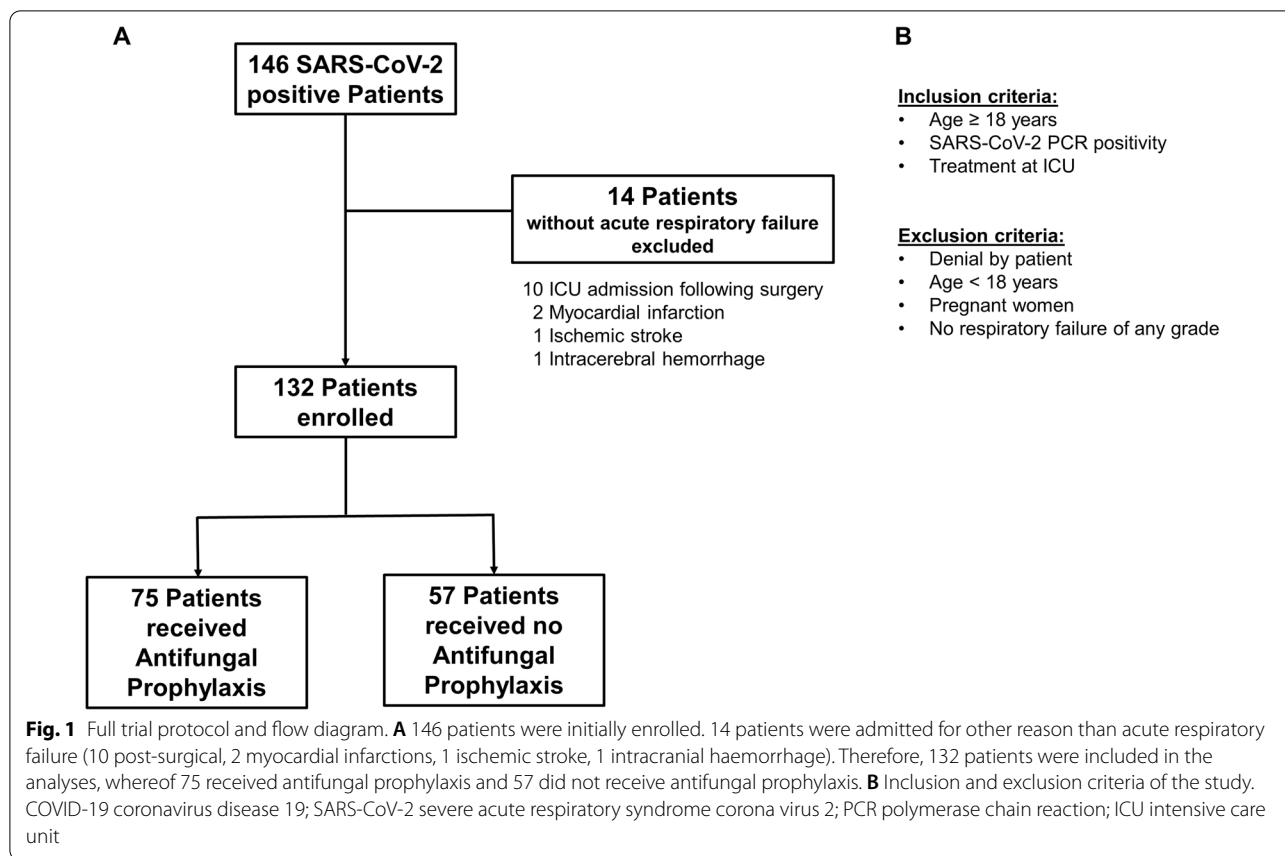 A
146 SARS-CoV-2
positive Patients
14 Patients
without acute respiratory failure
excluded
10 ICU admission following surgery
2 Myocardial infarction
1 Ischemic stroke
1 Intracerebral hemorrhage
132 Patients
enrolled
75 Patients
received
Antifungal
Prophylaxis
57 Patients
received no
Antifungal
Prophylaxis
B
Inclusion criteria:
• Age ≥ 18 years
• SARS-CoV-2 PCR positivity
• Treatment at ICU
Exclusion criteria:
• Denial by patient
• Age < 18 years
• Pregnant women
• No respiratory failure of any grade
Fig. 1 Full trial protocol and flow diagram. A 146 patients were initially enrolled. 14 patients were admitted for other reason than acute respiratory
failure (10 post-surgical, 2 myocardial infarctions, 1 ischemic stroke, 1 intracranial haemorrhage). Therefore, 132 patients were included in the
analyses, whereof 75 received antifungal prophylaxis and 57 did not receive antifungal prophylaxis. B Inclusion and exclusion criteria of the study.
COVID-19 coronavirus disease 19; SARS-CoV-2 severe acute respiratory syndrome corona virus 2; PCR polymerase chain reaction; ICU intensive care
unit